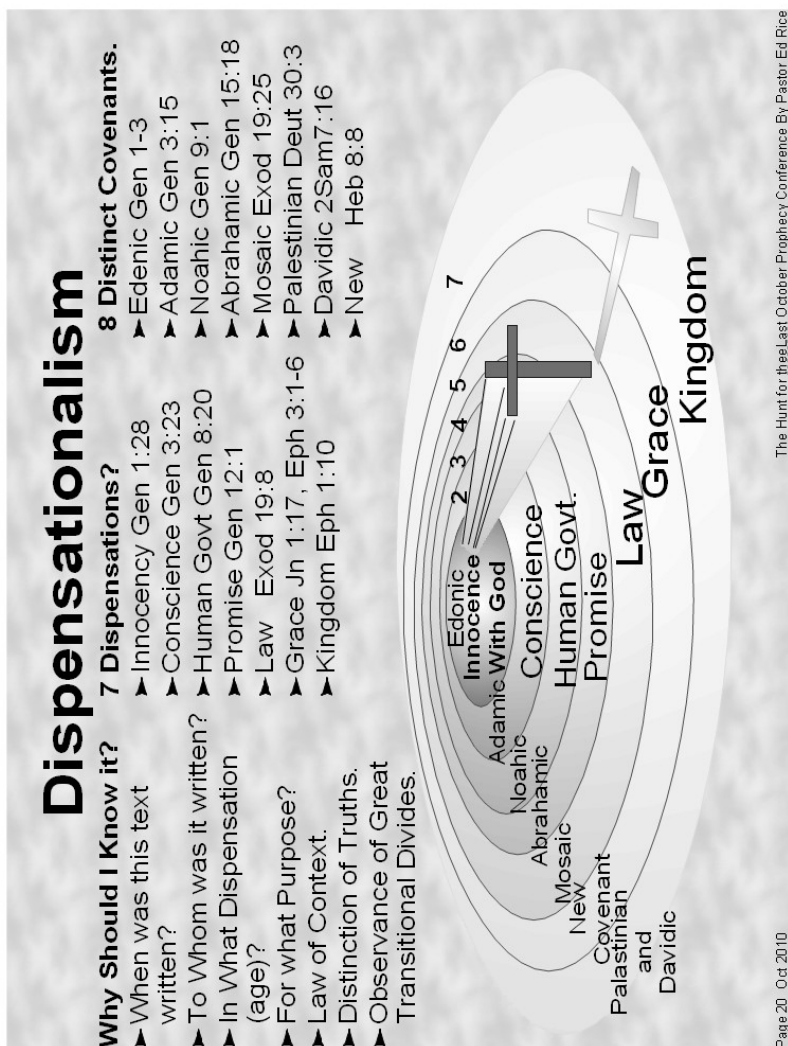 Dispensationalism
Why Should I Know it?
➤When was this text
written?
➤To Whom was it written?
➤In What Dispensation
(age)?
➤For what Purpose?
➤Law of Context.
➤Distinction of Truths.
➤Observance of Great
Transitional Divides.
7 Dispensations?
➤Innocency Gen 1:28
➤Conscience Gen 3:23
➤Human Govt Gen 8:20
➤Promise Gen 12:1
➤Law Exod 19:8
➤Grace Jn 1:17, Eph 3:1-6
➤Kingdom Eph 1:10
8 Distinct Covenants.
➤Edenic Gen 1-3
➤Adamic Gen 3:15
➤Noahic Gen 9:1
➤Abrahamic Gen 15:18
➤Mosaic Exod 19:25
➤Palestinian Deut 30:3
➤Davidic 2Sam7:16
➤New Heb 8:8
Edonic
Innocence
With God
2 3 4 5 6 7
Conscience
Human Govt.
Promise
Law
Grace
Kingdom
Adamic
Noahic
Abrahamic
Mosaic
New
Covenant
Palastinian
and
Davidic
Page 20 Oct 2010
The Hunt for theeLast October Prophecy Conference By Pastor Ed Rice